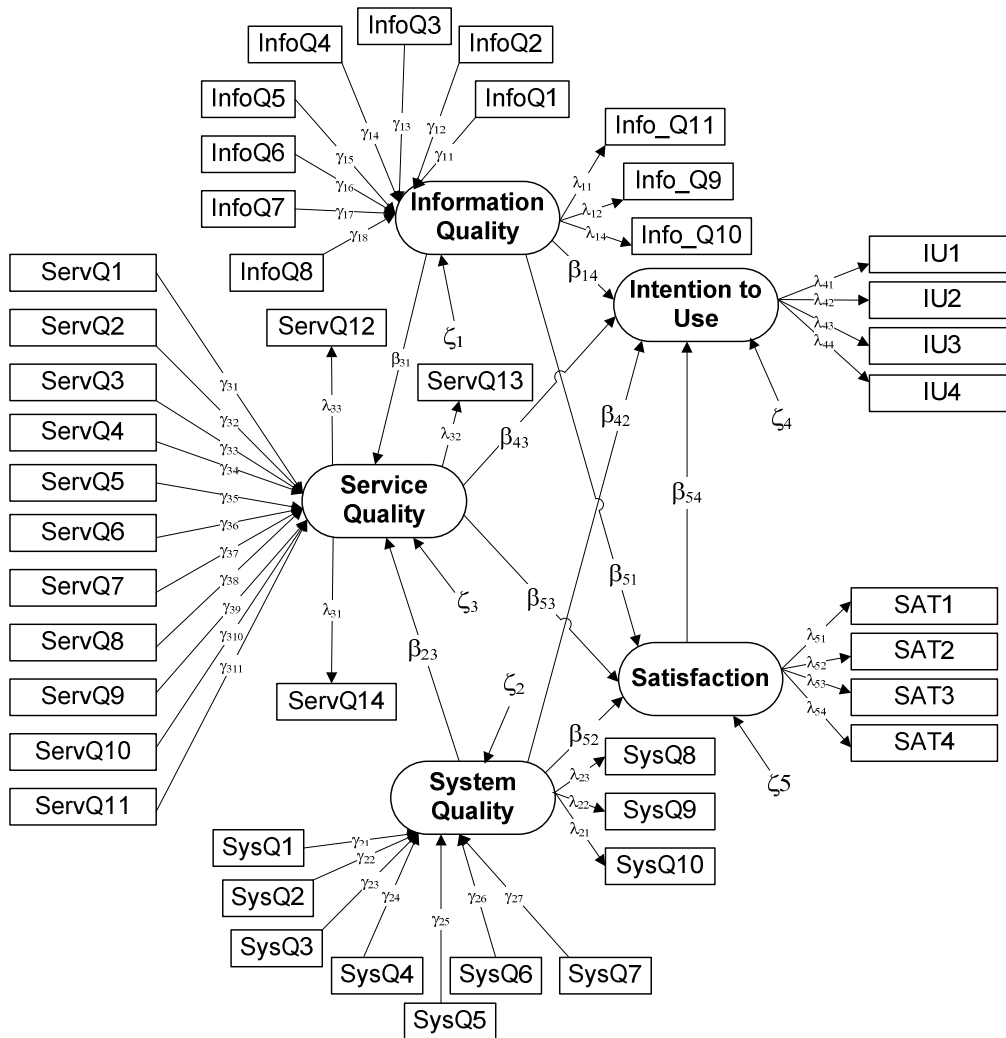 InfoQ3
InfoQ4
InfoQ2
InfoQ5
InfoQ1
InfoQ6
InfoQ7
InfoQ8
γ₁₄
γ₁₃
γ₁₂
γ₁₁
γ₁₅
γ₁₆
γ₁₇
γ₁₈
Information
Quality
λ₁₁
λ₁₂
λ₁₄
Info_Q11
Info_Q9
Info_Q10
β₁₄
ζ₁
Intention to
Use
λ₄₁
λ₄₂
λ₄₃
λ₄₄
IU1
IU2
IU3
IU4
ζ₄
ServQ1
ServQ2
ServQ3
ServQ4
ServQ5
ServQ6
ServQ7
ServQ8
ServQ9
ServQ10
ServQ11
γ₃₁
γ₃₂
γ₃₃
γ₃₄
γ₃₅
γ₃₆
γ₃₇
γ₃₈
γ₃₉
γ₃₁₀
γ₃₁₁
ServQ12
λ₃₃
β₃₁
ServQ13
λ₃₂
β₄₃
β₄₂
β₅₄
Service
Quality
ζ₃
λ₃₁
ServQ14
β₂₃
β₅₃
β₅₁
ζ₂
Satisfaction
λ₅₁
λ₅₂
λ₅₃
λ₅₄
SAT1
SAT2
SAT3
SAT4
ζ5
β₅₂
System
Quality
λ₂₃
λ₂₂
λ₂₁
SysQ8
SysQ9
SysQ10
SysQ1
SysQ2
SysQ3
SysQ4
SysQ5
SysQ6
SysQ7
γ₂₁
γ₂₂
γ₂₃
γ₂₄
γ₂₅
γ₂₆
γ₂₇